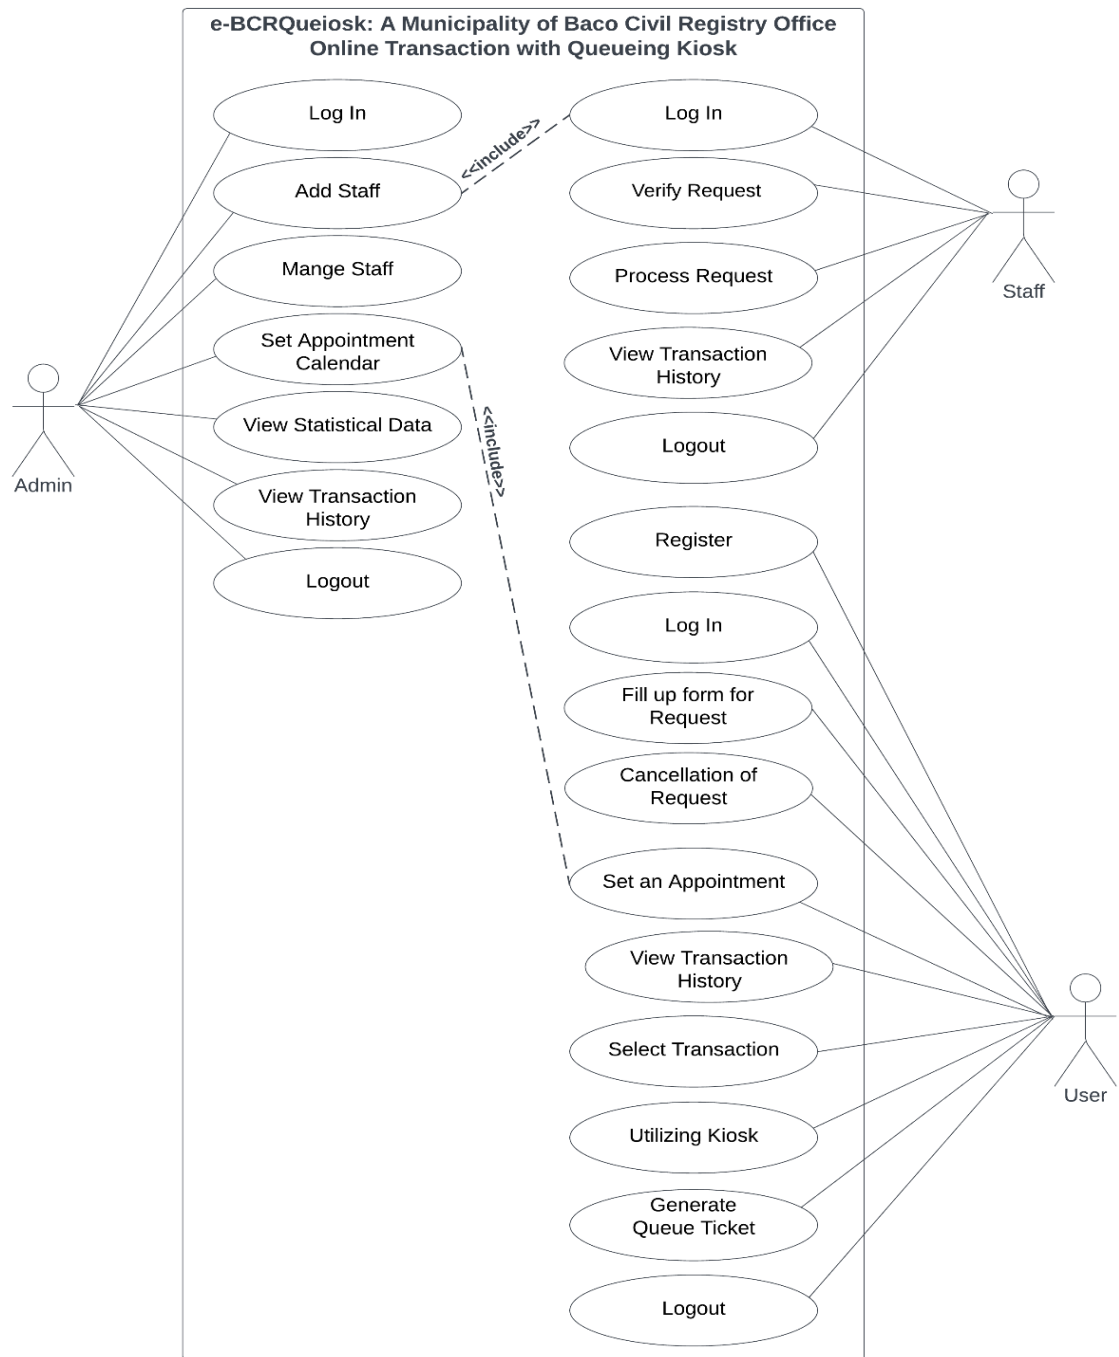 e-BCRQueiosk: A Municipality of Baco Civil Registry Office
Online Transaction with Queueing Kiosk
Log In
Add Staff
Mange Staff
Set Appointment
Calendar
View Statistical Data
View Transaction
History
Logout
Admin
<<include>>
<<include>>
Log In
Verify Request
Process Request
View Transaction
History
Logout
Staff
Register
Log In
Fill up form for
Request
Cancellation of
Request
Set an Appointment
View Transaction
History
Select Transaction
Utilizing Kiosk
Generate
Queue Ticket
Logout
User